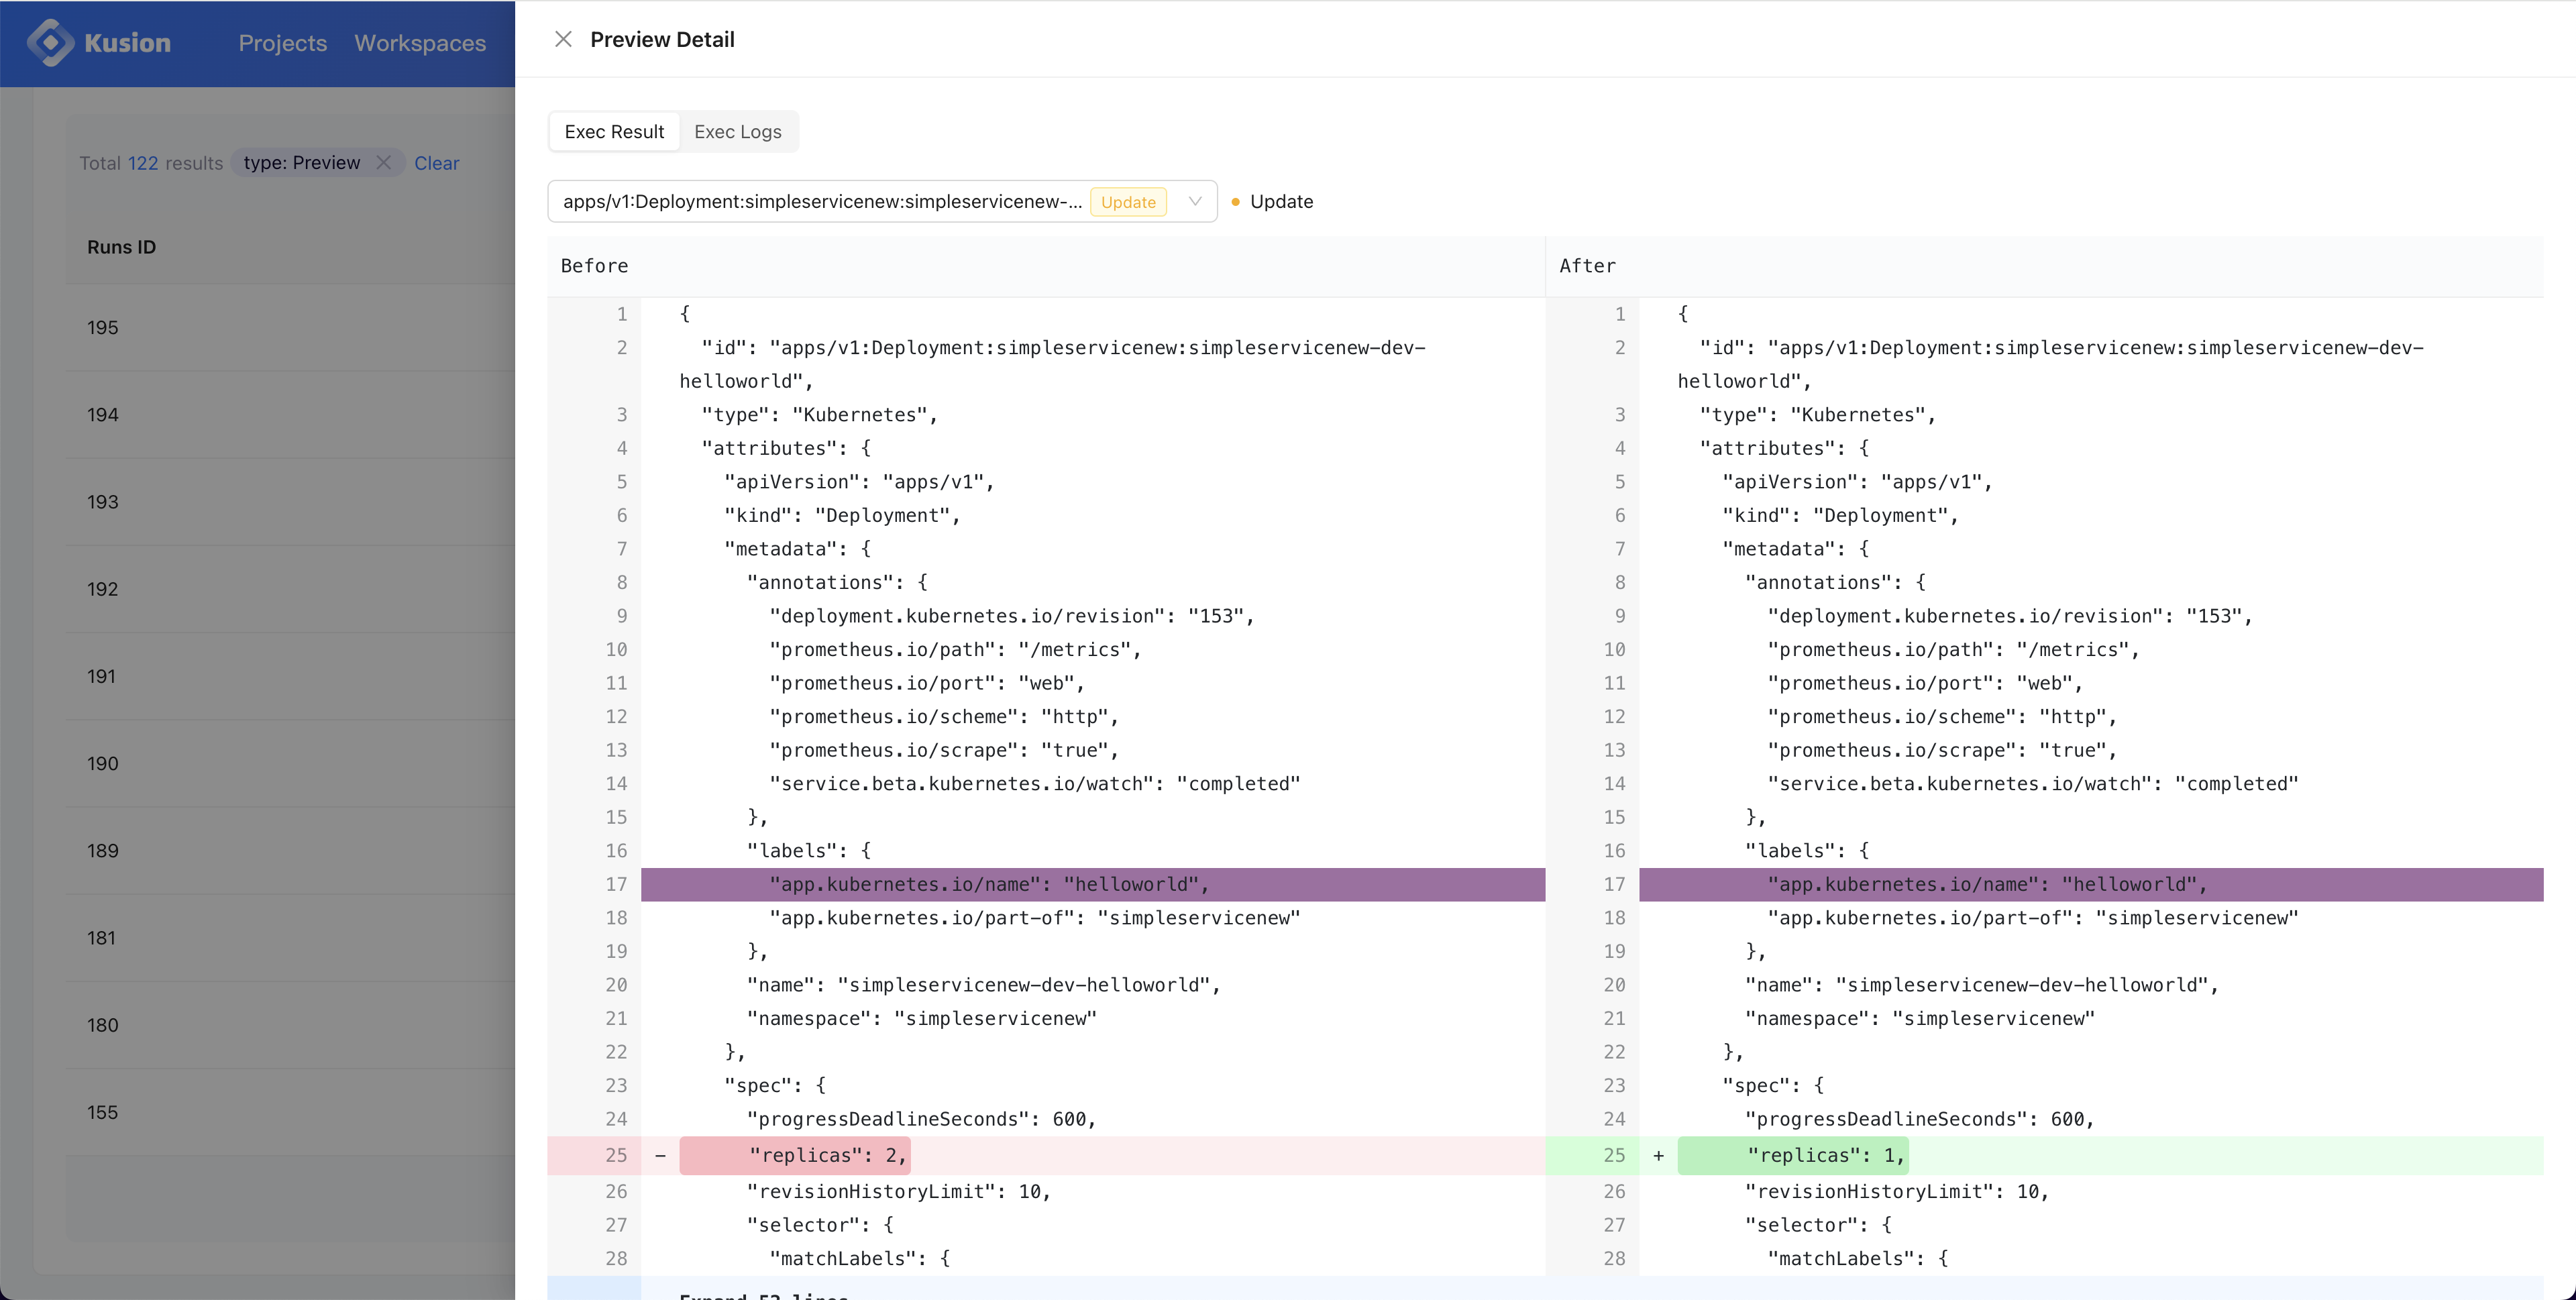 Kusion
Projects
Workspaces
Total 122 results
type: Preview
Clear
Runs ID
195
194
193
192
191
190
189
181
180
155
Preview Detail
Exec Result
Exec Logs
apps/v1:Deployment:simpleservicenew:simpleservicenew-...
Update
Update
Before
1 {
2 "id": "apps/v1:Deployment:simpleservicenew:simpleservicenew-dev-
helloworld",
3 "type": "Kubernetes",
4 "attributes": {
5 "apiVersion": "apps/v1",
6 "kind": "Deployment",
7 "metadata": {
8 "annotations": {
9 "deployment.kubernetes.io/revision": "153",
10 "prometheus.io/path": "/metrics",
11 "prometheus.io/port": "web",
12 "prometheus.io/scheme": "http",
13 "prometheus.io/scrape": "true",
14 "service.beta.kubernetes.io/watch": "completed"
15 },
16 "labels": {
17 "app.kubernetes.io/name": "helloworld",
18 "app.kubernetes.io/part-of": "simpleservicenew"
19 },
20 "name": "simpleservicenew-dev-helloworld",
21 "namespace": "simpleservicenew"
22 },
23 "spec": {
24 "progressDeadlineSeconds": 600,
25 - "replicas": 2,
26 "revisionHistoryLimit": 10,
27 "selector": {
28 "matchLabels": {
After
1 {
2 "id": "apps/v1:Deployment:simpleservicenew:simpleservicenew-dev-
helloworld",
3 "type": "Kubernetes",
4 "attributes": {
5 "apiVersion": "apps/v1",
6 "kind": "Deployment",
7 "metadata": {
8 "annotations": {
9 "deployment.kubernetes.io/revision": "153",
10 "prometheus.io/path": "/metrics",
11 "prometheus.io/port": "web",
12 "prometheus.io/scheme": "http",
13 "prometheus.io/scrape": "true",
14 "service.beta.kubernetes.io/watch": "completed"
15 },
16 "labels": {
17 "app.kubernetes.io/name": "helloworld",
18 "app.kubernetes.io/part-of": "simpleservicenew"
19 },
20 "name": "simpleservicenew-dev-helloworld",
21 "namespace": "simpleservicenew"
22 },
23 "spec": {
24 "progressDeadlineSeconds": 600,
25 + "replicas": 1,
26 "revisionHistoryLimit": 10,
27 "selector": {
28 "matchLabels": {
Expand 53 lines